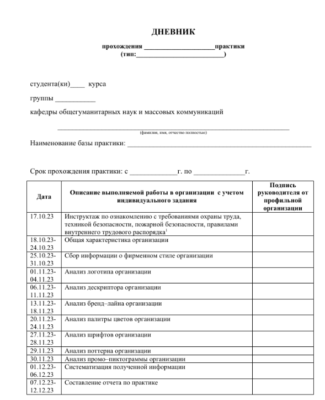 ДНЕВНИК
прохождения ____________________практики
(тип:_________________________)
студента(ки)____ курса
группы ____________
кафедры общегуманитарных наук и массовых коммуникаций
(фамилия, имя, отчество полностью)
Наименование базы практики: ____________________
Срок прохождения практики: с ______________г. по ______________г.
Дата
Описание выполняемой работы в организации с учетом
индивидуального задания
Подпись
руководителя от
профильной
организации
17.10.23
Инструктаж по ознакомлению с требованиями охраны труда,
техникой безопасности, пожарной безопасности, правилами
внутреннего трудового распорядка¹
18.10.23-
24.10.23
Общая характеристика организации
25.10.23-
31.10.23
Сбор информации о фирменном стиле организации
01.11.23-
04.11.23
Анализ логотипа организации
06.11.23-
11.11.23
Анализ дескриптора организации
13.11.23-
18.11.23
Анализ бренд–лайна организации
20.11.23-
24.11.23
Анализ палитры цветов организации
27.11.23-
28.11.23
Анализ шрифтов организации
29.11.23
Анализ паттерна организации
30.11.23
Анализ промо–пиктограммы организации
01.12.23-
06.12.23
Систематизация полученной информации
07.12.23-
12.12.23
Составление отчета по практике